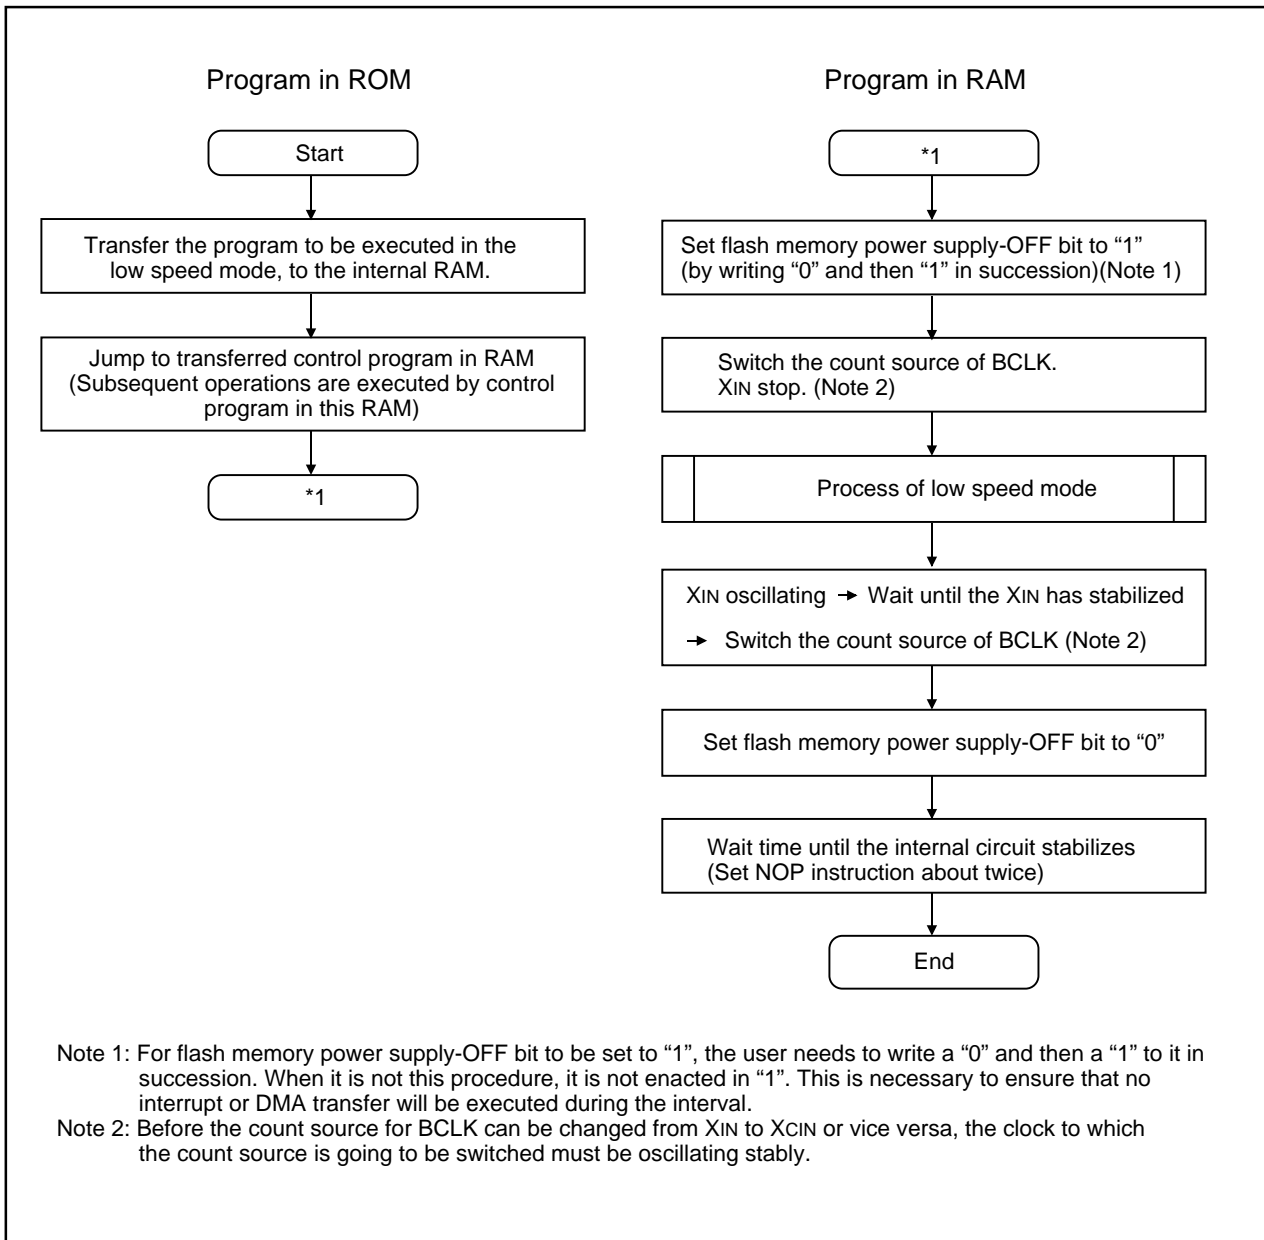 Program in ROM
Start
Transfer the program to be executed in the
low speed mode, to the internal RAM.
Jump to transferred control program in RAM
(Subsequent operations are executed by control
program in this RAM)
*1
Program in RAM
*1
Set flash memory power supply-OFF bit to “1”
(by writing “0” and then “1” in succession)(Note 1)
Switch the count source of BCLK.
XIN stop. (Note 2)
Process of low speed mode
XIN oscillating → Wait until the XIN has stabilized
→ Switch the count source of BCLK (Note 2)
Set flash memory power supply-OFF bit to “0”
Wait time until the internal circuit stabilizes
(Set NOP instruction about twice)
End
Note 1: For flash memory power supply-OFF bit to be set to “1”, the user needs to write a “0” and then a “1” to it in
succession. When it is not this procedure, it is not enacted in “1”. This is necessary to ensure that no
interrupt or DMA transfer will be executed during the interval.
Note 2: Before the count source for BCLK can be changed from XIN to XCIN or vice versa, the clock to which
the count source is going to be switched must be oscillating stably.